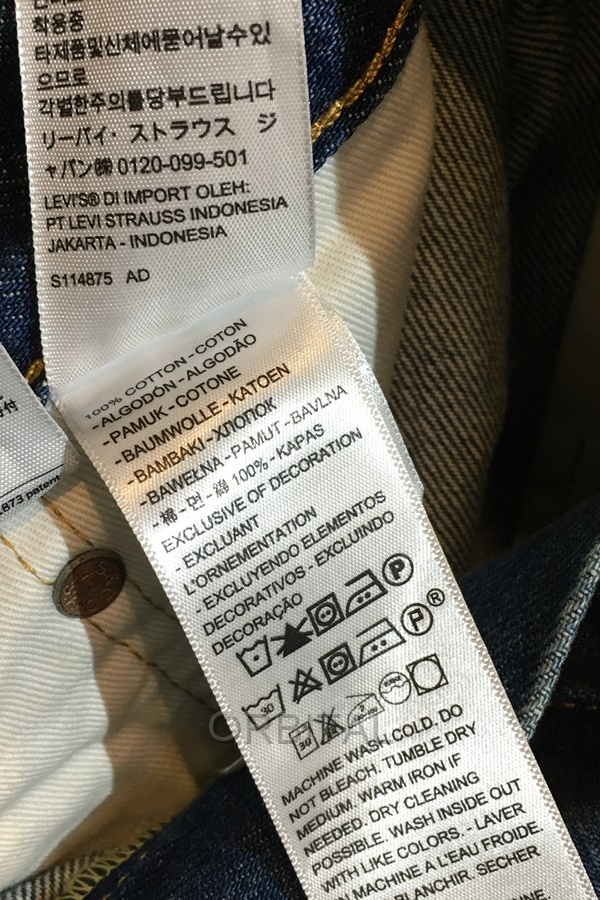 착용중
타제품및신체에묻어날수있
으므로
각별한주의를당부드립니다
リーバイ・ ストラウス ジ
ャパン㈱ 0120-099-501
LEVI'S® DI IMPORT OLEH:
PT LEVI STRAUSS INDONESIA
JAKARTA - INDONESIA
S114875 AD
1873 patent
100% COTTON - COTON
- ALGODÓN - ALGODÃO
- PAMUK - COTONE
- BAUMWOLLE - KATOEN
- BAMBAKI - ХЛОПОК
- BAWEŁNA - PAMUT - BAVLNA
- 棉 - 면 - 綿 100% - KAPAS
EXCLUSIVE OF DECORATION
- EXCLUANT
L'ORNEMENTATION
- EXCLUYENDO ELEMENTOS
DECORATIVOS - EXCLUINDO
DECORAÇÃO
P
30 P®
30
MACHINE WASH COLD. DO
NOT BLEACH. TUMBLE DRY
MEDIUM. WARM IRON IF
NEEDED. DRY CLEANING
POSSIBLE. WASH INSIDE OUT
WITH LIKE COLORS. - LAVER
MACHINE A L'EAU FROIDE.
BLANCHIR. SECHER